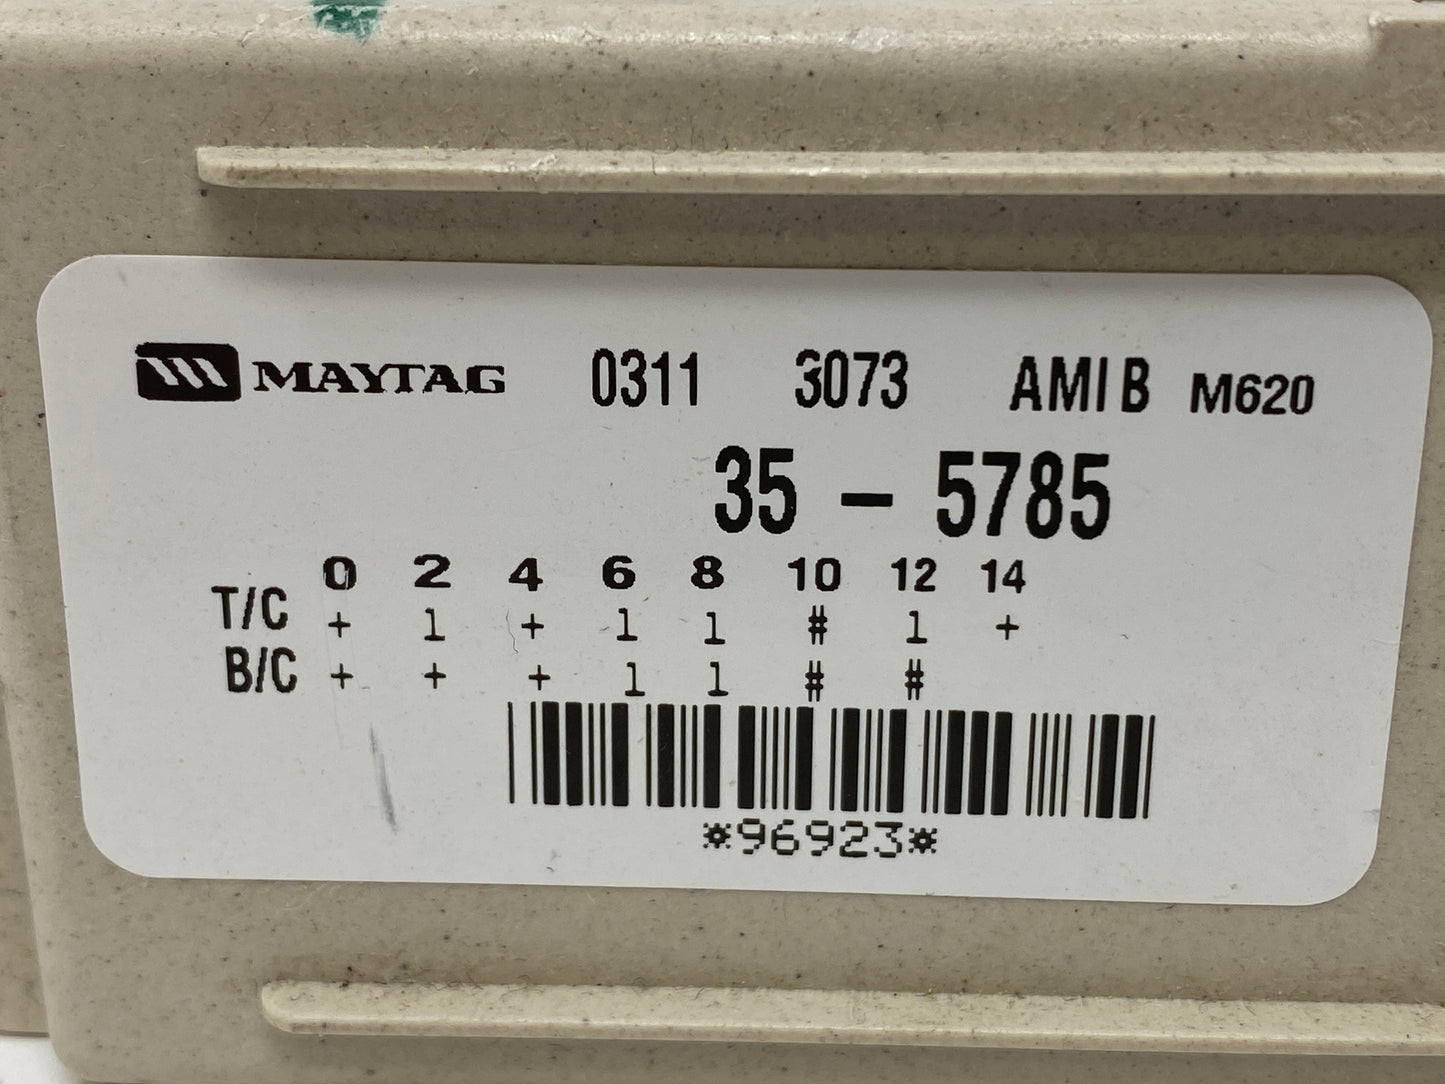 MAYTAG 0311 3073 AMIB M620
35 - 5785
0 2 4 6 8 10 12 14
T/C + 1 + 1 1 # 1 +
B/C + + + 1 1 # #
*96923*